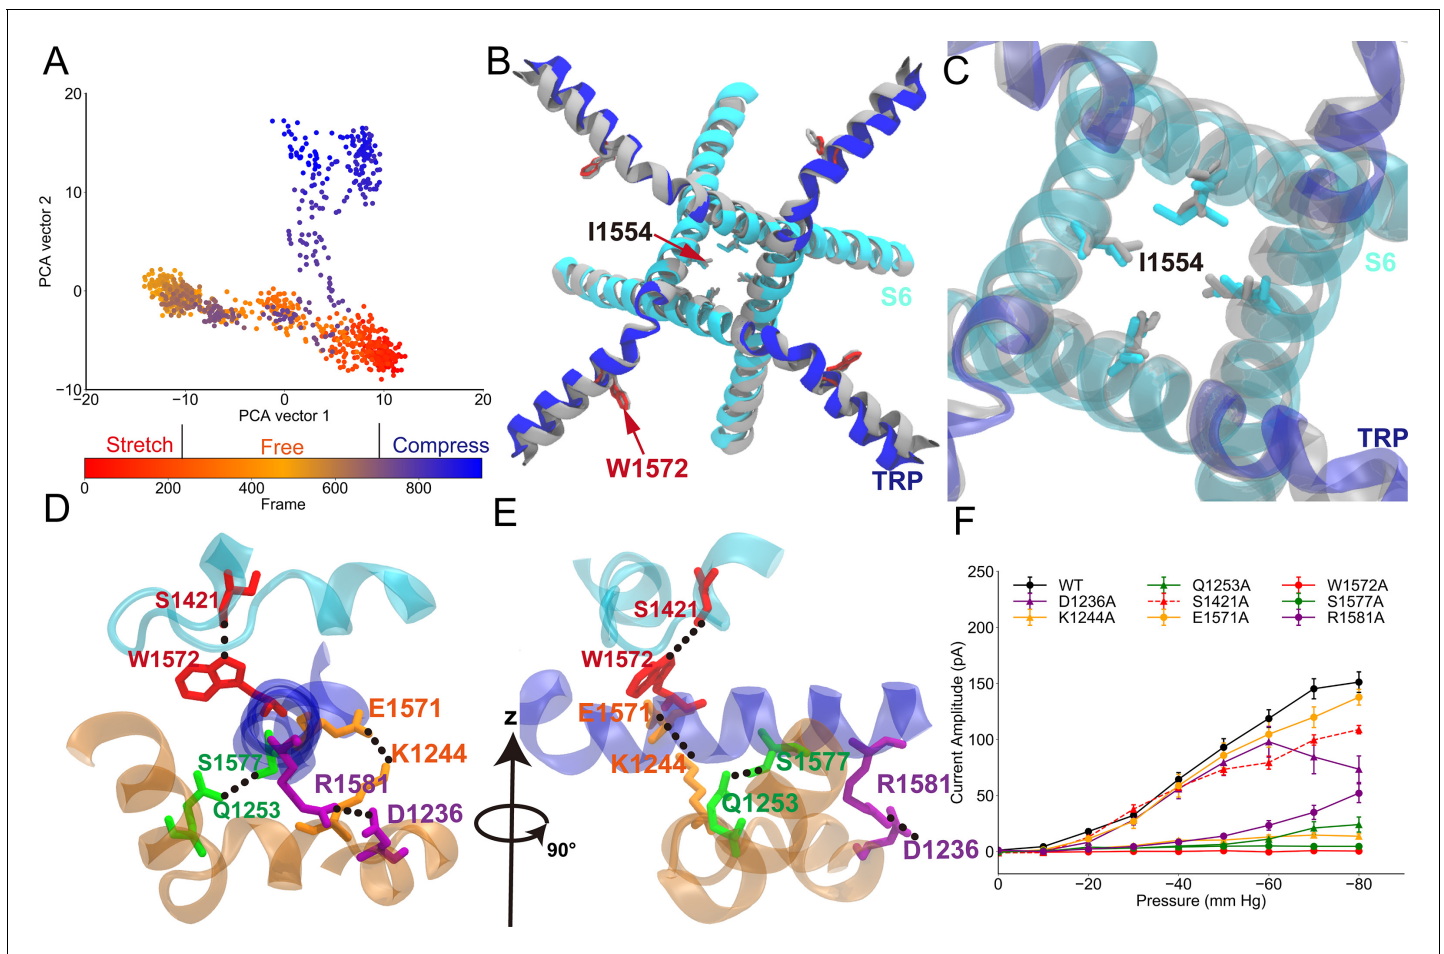 A
20
10
0
−10
PCA vector 2
−20
−10
0
10
20
PCA vector 1
Stretch
Free
Compress
0
200
400
600
800
Frame
B
I1554
S6
W1572
TRP
C
I1554
S6
TRP
D
S1421
W1572
E1571
S1577
K1244
R1581
Q1253
D1236
z
90°
E
S1421
W1572
E1571
K1244
S1577
Q1253
R1581
D1236
F
250
200
150
100
50
0
Current Amplitude (pA)
WT
D1236A
K1244A
Q1253A
S1421A
E1571A
W1572A
S1577A
R1581A
0
−20
−40
−60
−80
Pressure (mm Hg)